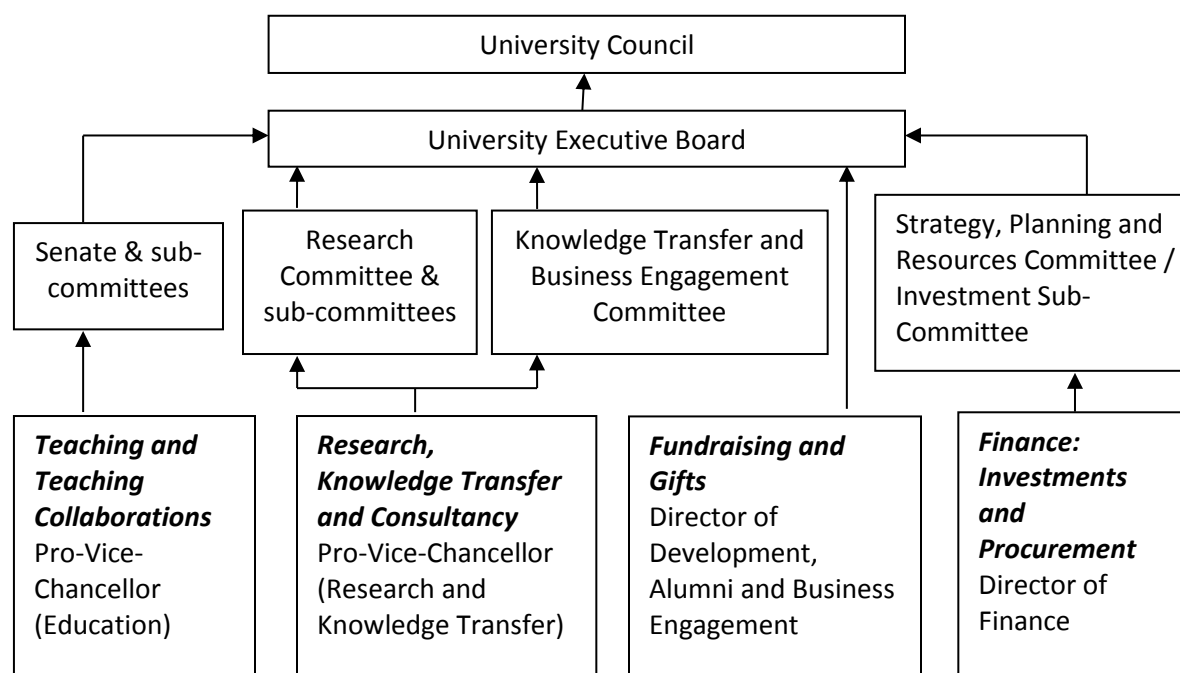 University Council
University Executive Board
Senate & sub-
committees
Research
Committee &
sub-committees
Knowledge Transfer and
Business Engagement
Committee
Strategy, Planning and
Resources Committee /
Investment Sub-
Committee
Teaching and
Teaching
Collaborations
Pro-Vice-
Chancellor
(Education)
Research,
Knowledge Transfer
and Consultancy
Pro-Vice-Chancellor
(Research and
Knowledge Transfer)
Fundraising and
Gifts
Director of
Development,
Alumni and Business
Engagement
Finance:
Investments
and
Procurement
Director of
Finance